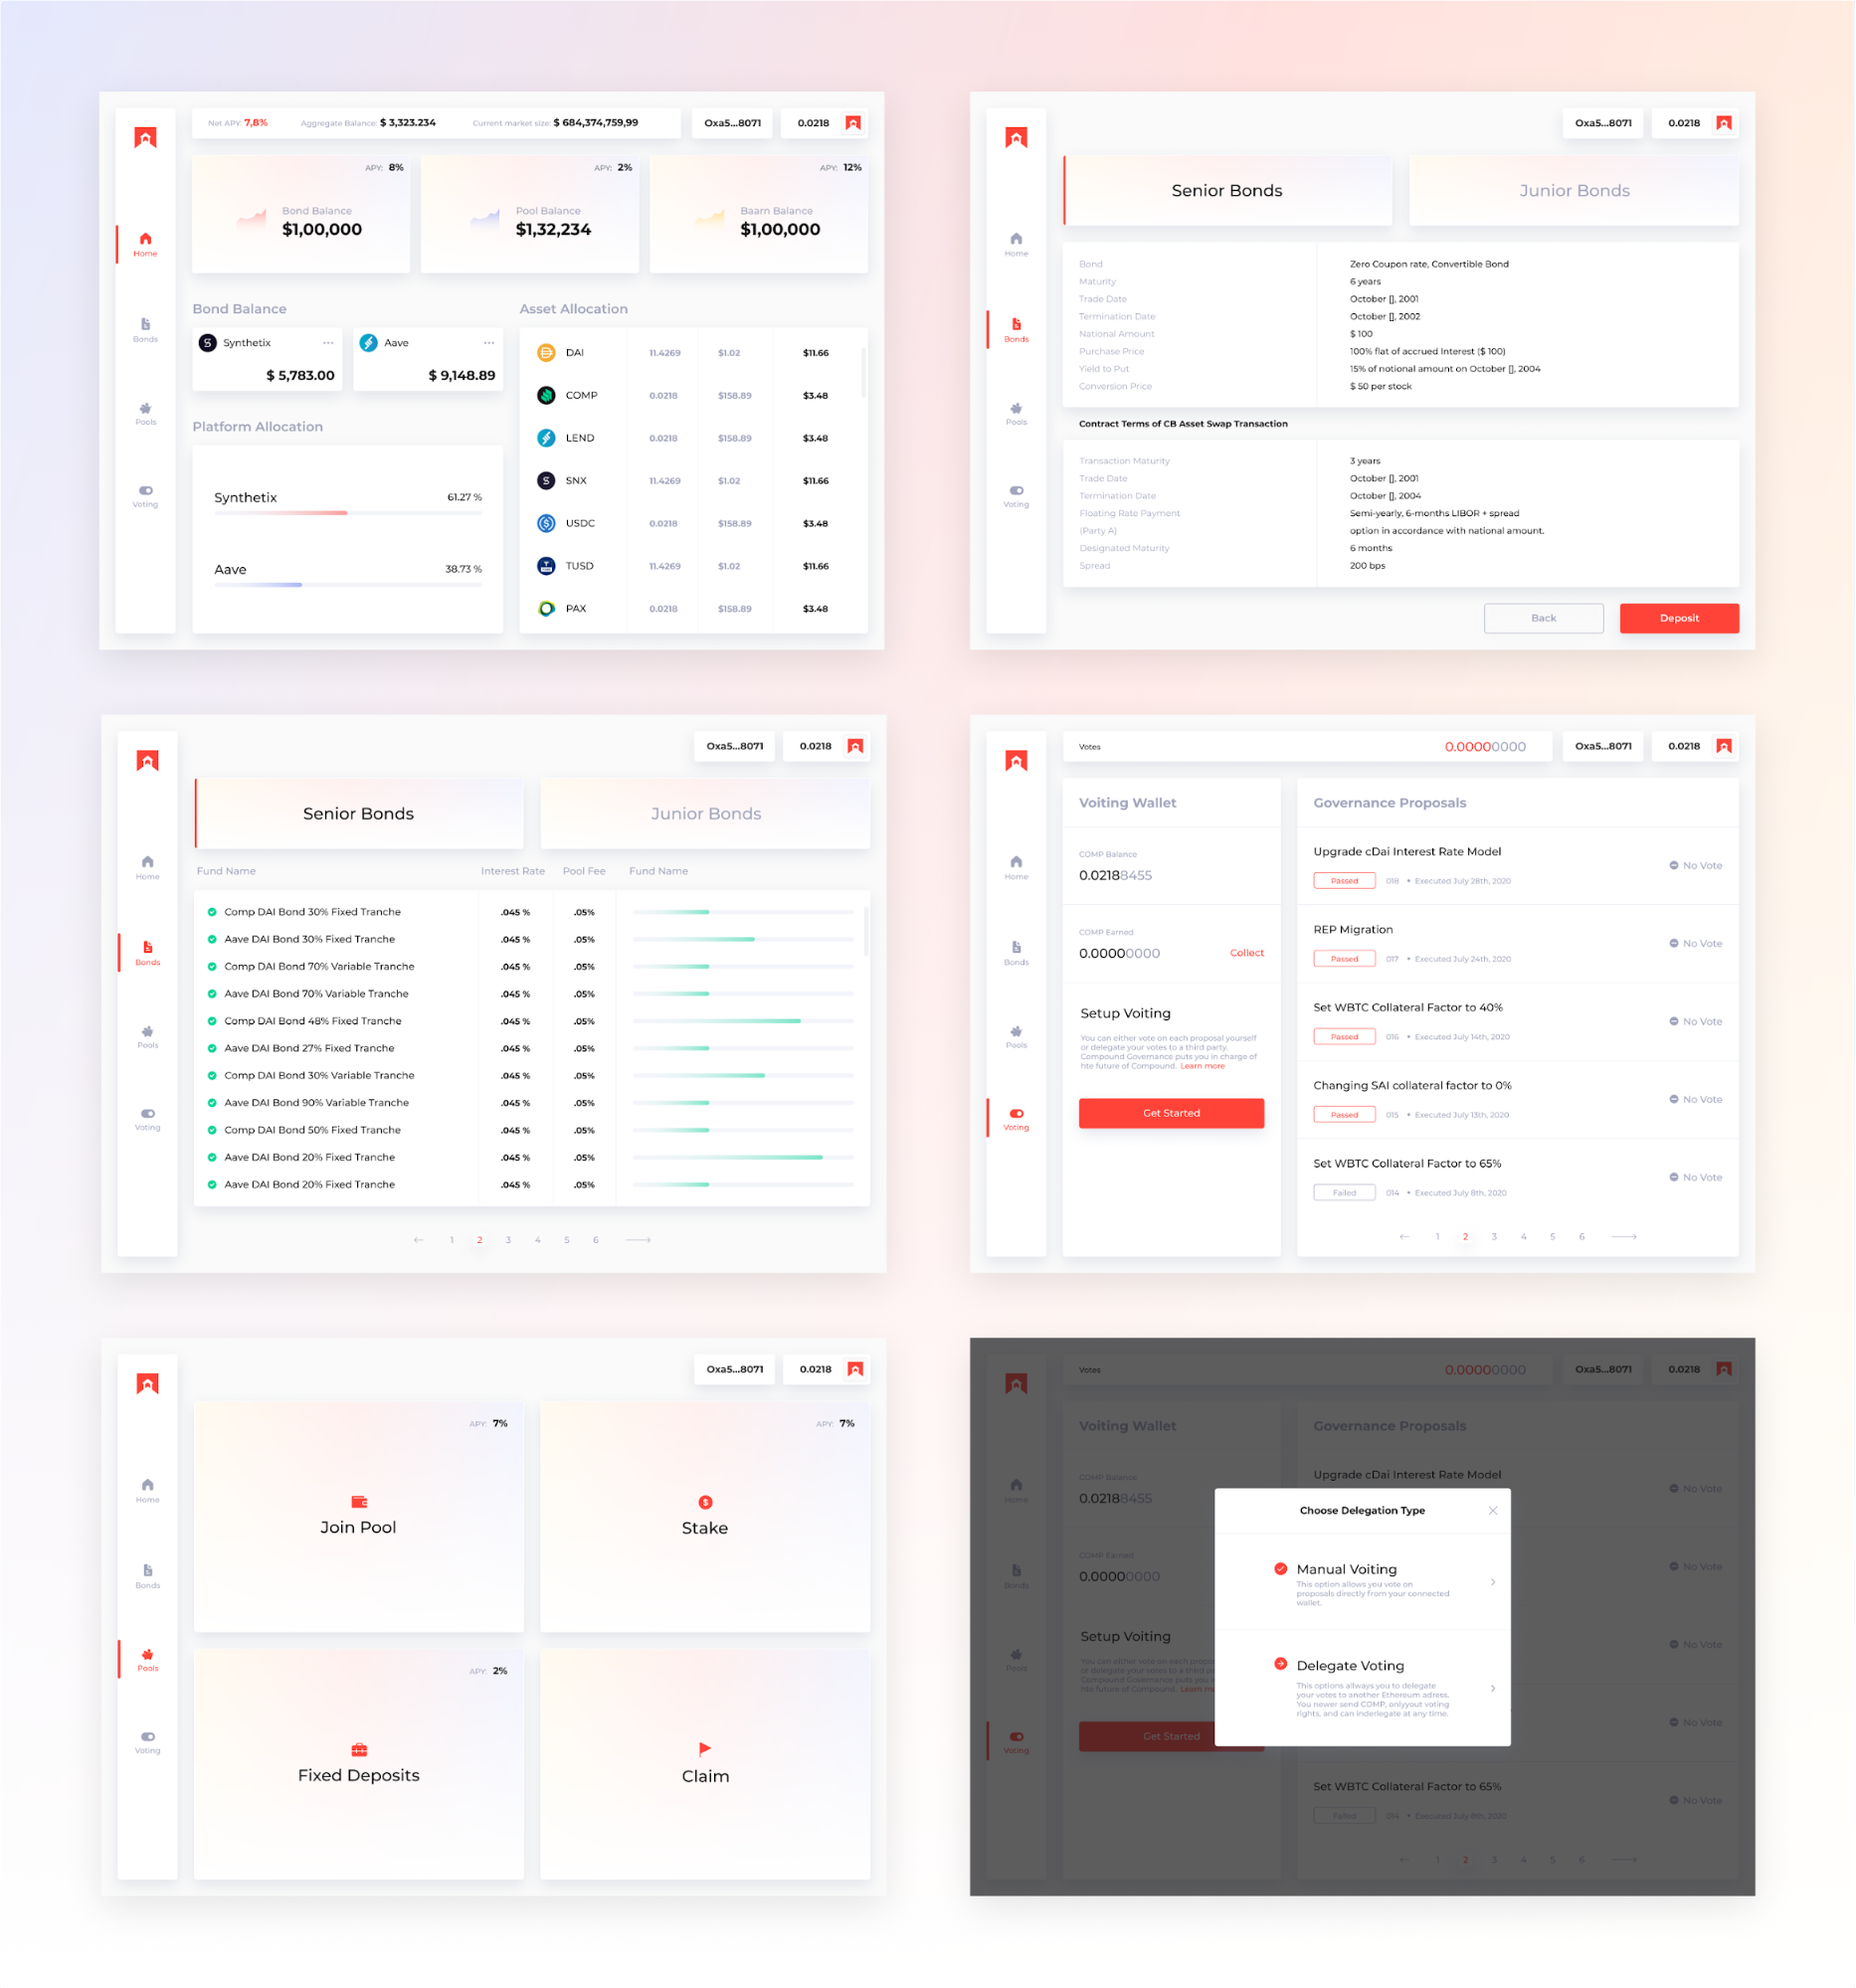 Net APY: 7,8% Aggregate Balance: $ 3,323.234 Current market size: $ 684,374,759,99 Oxa5...8071 0.0218
Home
Bonds
Pools
Voting
APY: 8%
Bond Balance
$1,00,000
APY: 2%
Pool Balance
$1,32,234
APY: 12%
Baarn Balance
$1,00,000
Bond Balance
Synthetix ...
$ 5,783.00
Aave ...
$ 9,148.89
Platform Allocation
Synthetix 61.27 %
Aave 38.73 %
Asset Allocation
DAI 11.4269 $1.02 $11.66
COMP 0.0218 $158.89 $3.48
LEND 0.0218 $158.89 $3.48
SNX 11.4269 $1.02 $11.66
USDC 0.0218 $158.89 $3.48
TUSD 11.4269 $1.02 $11.66
PAX 0.0218 $158.89 $3.48
Oxa5...8071 0.0218
Home
Bonds
Pools
Voting
Senior Bonds Junior Bonds
Bond Zero Coupon rate, Convertible Bond
Maturity 6 years
Trade Date October [], 2001
Termination Date October [], 2002
National Amount $ 100
Purchase Price 100% flat of accrued Interest ($ 100)
Yield to Put 15% of notional amount on October [], 2004
Conversion Price $ 50 per stock
Contract Terms of CB Asset Swap Transaction
Transaction Maturity 3 years
Trade Date October [], 2001
Termination Date October [], 2004
Floating Rate Payment Semi-yearly, 6-months LIBOR + spread
(Party A) option in accordance with national amount.
Designated Maturity 6 months
Spread 200 bps
Back Deposit
Oxa5...8071 0.0218
Home
Bonds
Pools
Voting
Senior Bonds Junior Bonds
Fund Name Interest Rate Pool Fee Fund Name
Comp DAI Bond 30% Fixed Tranche .045 % .05%
Aave DAI Bond 30% Fixed Tranche .045 % .05%
Comp DAI Bond 70% Variable Tranche .045 % .05%
Aave DAI Bond 70% Variable Tranche .045 % .05%
Comp DAI Bond 48% Fixed Tranche .045 % .05%
Aave DAI Bond 27% Fixed Tranche .045 % .05%
Comp DAI Bond 30% Variable Tranche .045 % .05%
Aave DAI Bond 90% Variable Tranche .045 % .05%
Comp DAI Bond 50% Fixed Tranche .045 % .05%
Aave DAI Bond 20% Fixed Tranche .045 % .05%
Aave DAI Bond 20% Fixed Tranche .045 % .05%
1 2 3 4 5 6
Votes 0.00000000 Oxa5...8071 0.0218
Home
Bonds
Pools
Voting
Voiting Wallet
COMP Balance
0.02188455
COMP Earned
0.00000000 Collect
Setup Voiting
You can either vote on each proposal yourself
or delegate your votes to a third party.
Compound Governance puts you in charge of
hte future of Compound. Learn more
Get Started
Governance Proposals
Upgrade cDai Interest Rate Model
Passed 018 • Executed July 28th, 2020
No Vote
REP Migration
Passed 017 • Executed July 24th, 2020
No Vote
Set WBTC Collateral Factor to 40%
Passed 016 • Executed July 14th, 2020
No Vote
Changing SAI collateral factor to 0%
Passed 015 • Executed July 13th, 2020
No Vote
Set WBTC Collateral Factor to 65%
Failed 014 • Executed July 8th, 2020
No Vote
1 2 3 4 5 6
Oxa5...8071 0.0218
Home
Bonds
Pools
Voting
APY: 7%
Join Pool
APY: 7%
Stake
APY: 2%
Fixed Deposits
Claim
Votes 0.00000000 Oxa5...8071 0.0218
Home
Bonds
Pools
Voting
Voiting Wallet
COMP Balance
0.02188455
COMP Earned
0.00000000
Setup Voiting
You can either vote on each
or delegate your votes to a third
Compound Governance puts you
hte future of Compound. Learn
Get Started
Governance Proposals
Upgrade cDai Interest Rate Model
No Vote
No Vote
No Vote
No Vote
Set WBTC Collateral Factor to 65%
Failed 014 • Executed July 8th, 2020
No Vote
1 2 3 4 5 6
Choose Delegation Type
Manual Voiting
This option allows you vote on
proposals directly from your connected
wallet.
Delegate Voting
This options allways you to delegate
your votes to another Ethereum adress.
You newer send COMP, onlyyout voting
rights, and can inderlegate at any time.